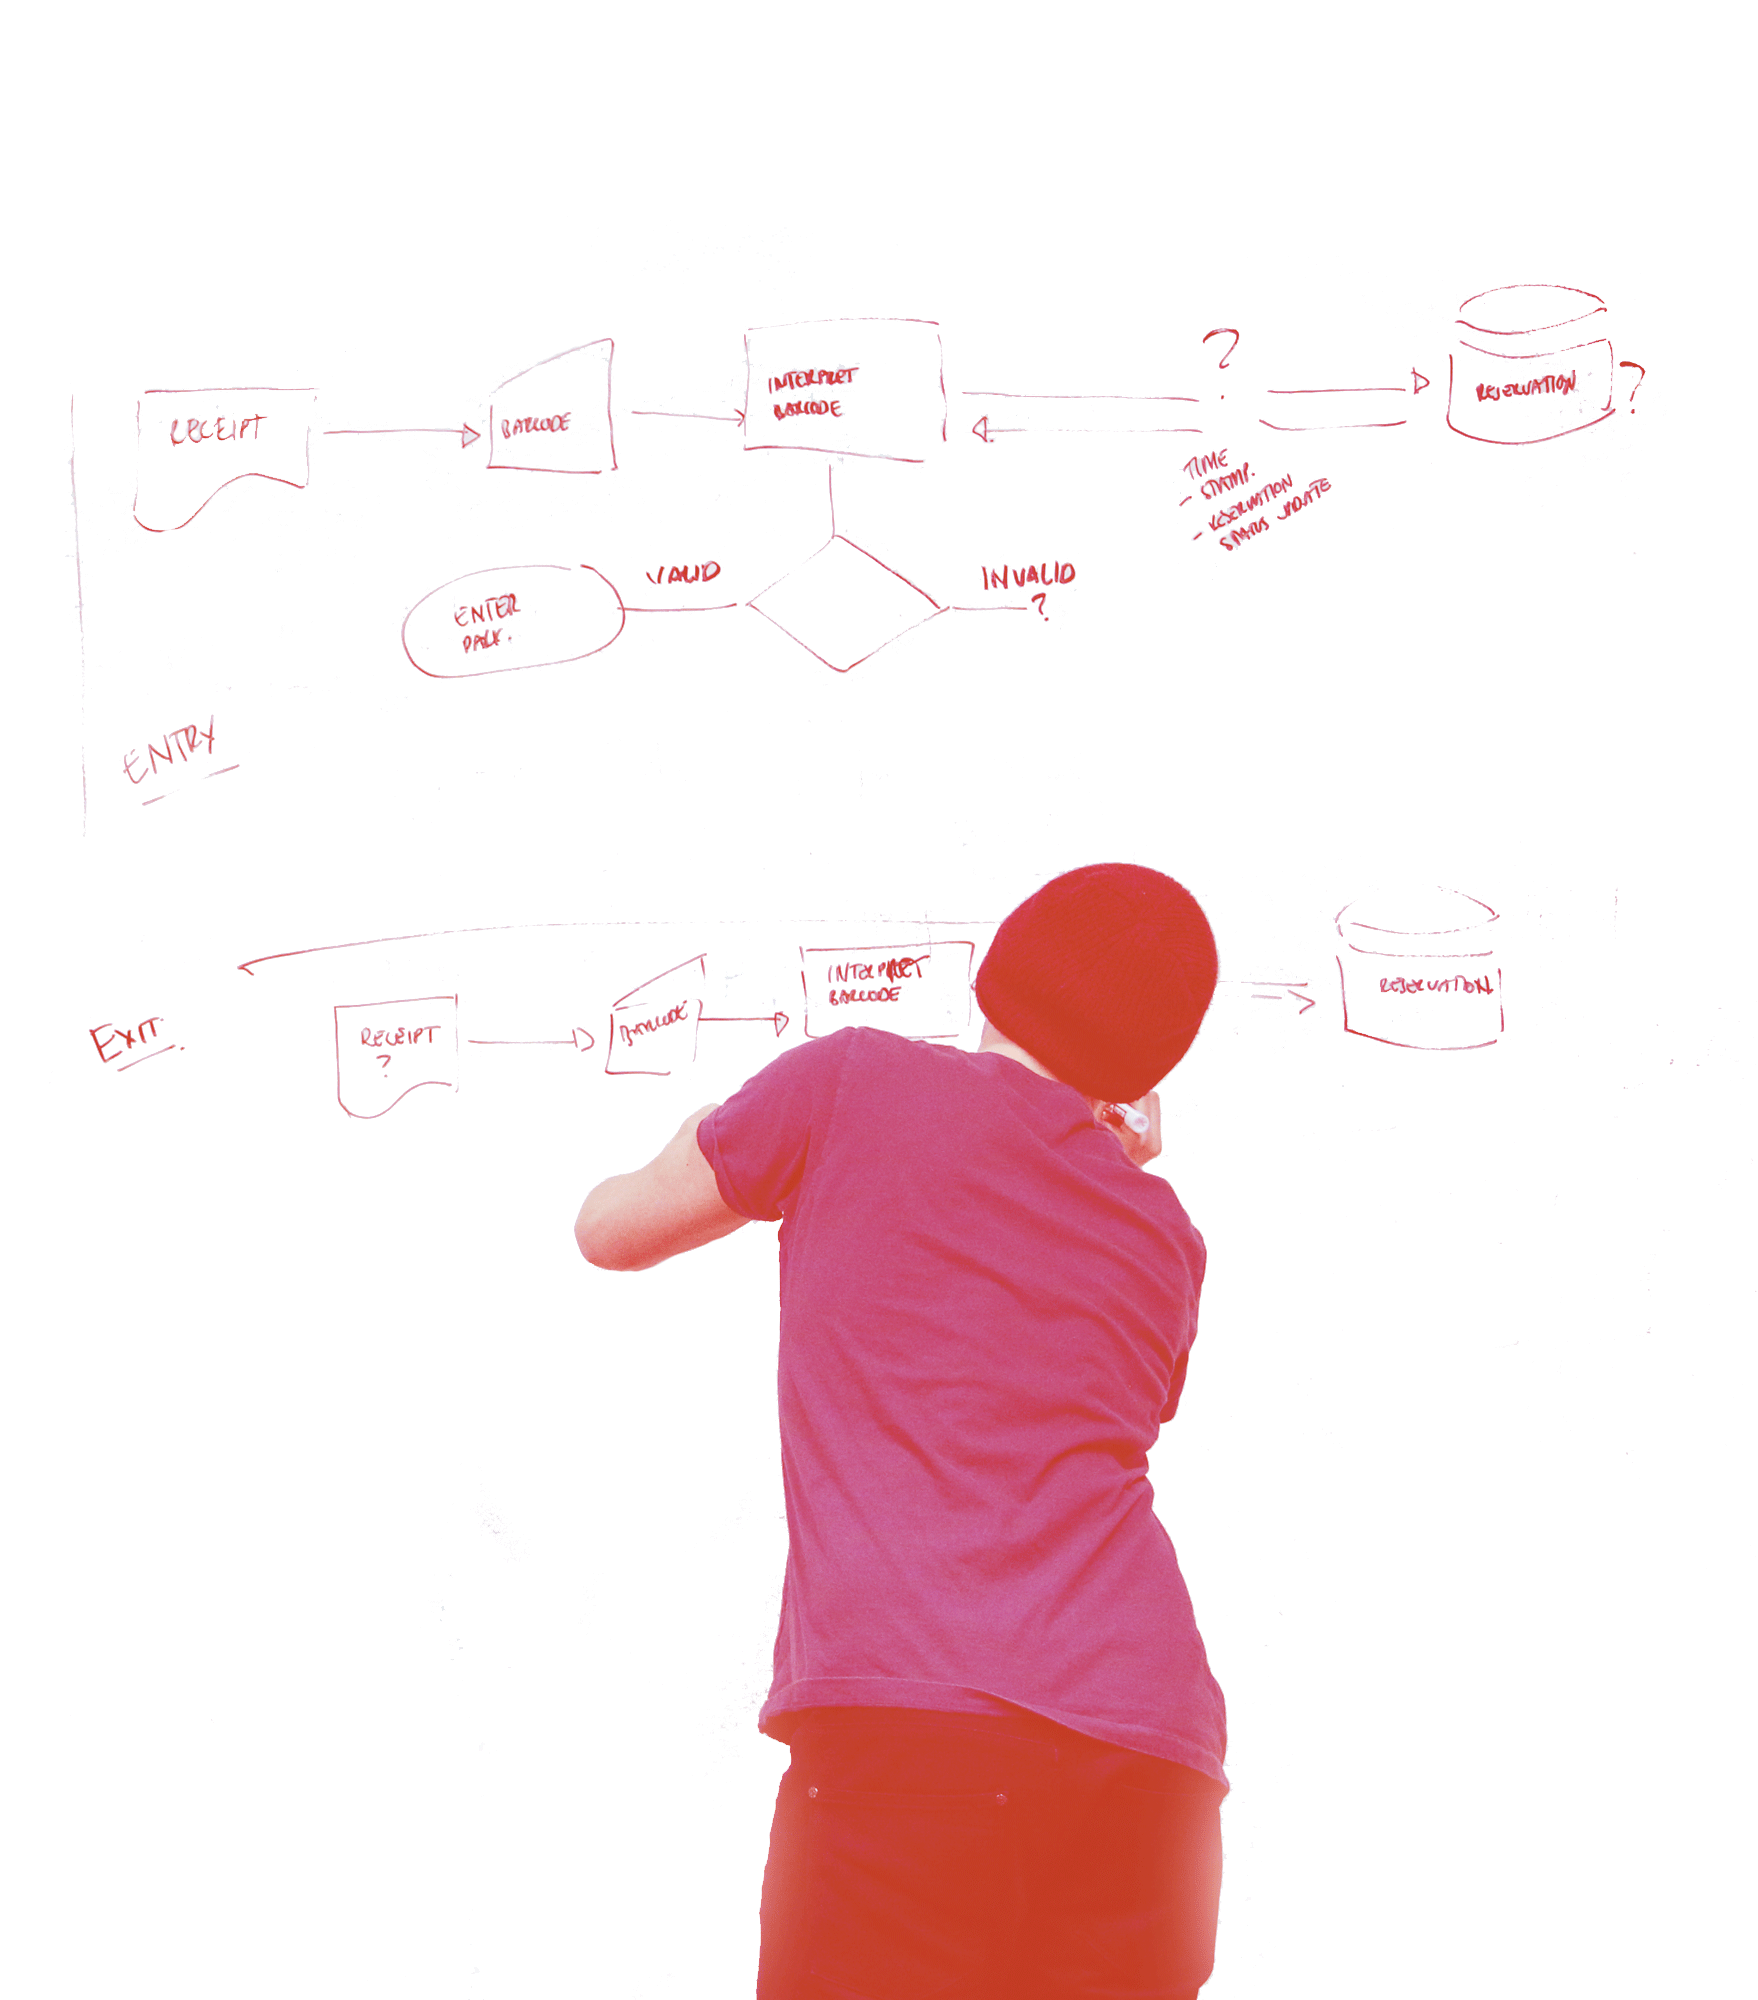 RECEIPT
BARCODE
INTERPRET
BARCODE
?
RESERVATION
?
TIME
- STAMP.
- RESERVATION
STATUS UPDATE
VALID
INVALID
?
ENTER
PARK.
ENTRY
EXIT.
RECEIPT
?
BARCODE
INTERPRET
BARCODE
RESERVATION